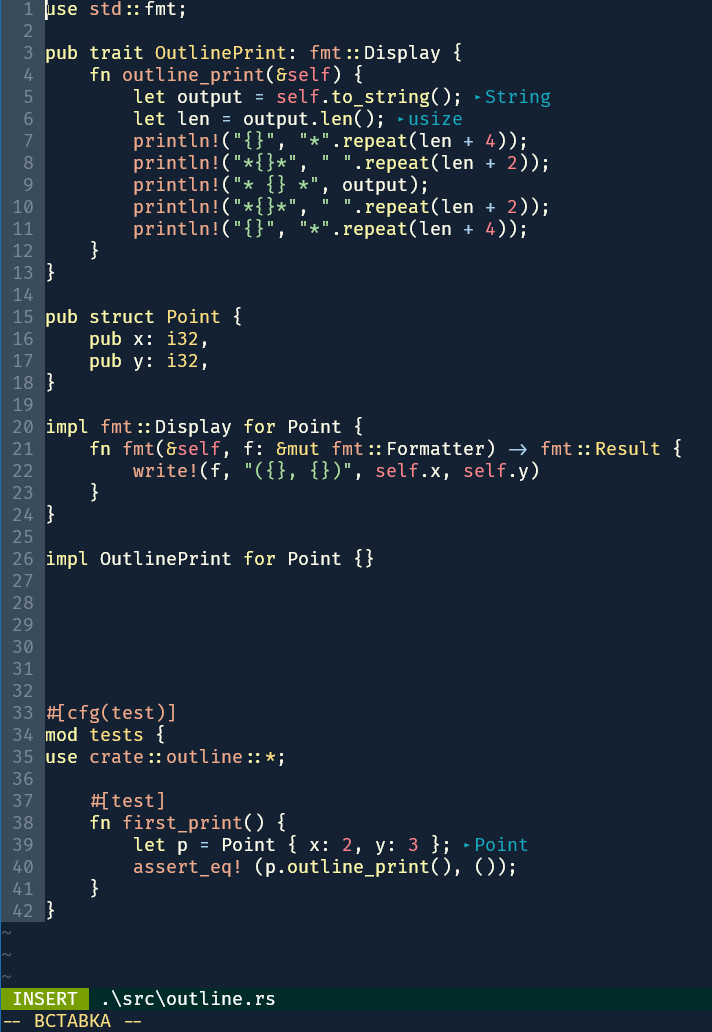 1 use std::fmt;
2
3 pub trait OutlinePrint: fmt::Display {
4     fn outline_print(&self) {
5         let output = self.to_string(); ‣String
6         let len = output.len(); ‣usize
7         println!("{}", "*".repeat(len + 4));
8         println!("*{}*", " ".repeat(len + 2));
9         println!("* {} *", output);
10         println!("*{}*", " ".repeat(len + 2));
11         println!("{}", "*".repeat(len + 4));
12     }
13 }
14
15 pub struct Point {
16     pub x: i32,
17     pub y: i32,
18 }
19
20 impl fmt::Display for Point {
21     fn fmt(&self, f: &mut fmt::Formatter) -> fmt::Result {
22         write!(f, "({}, {})", self.x, self.y)
23     }
24 }
25
26 impl OutlinePrint for Point {}
27
28
29
30
31
32
33 #[cfg(test)]
34 mod tests {
35 use crate::outline::*;
36
37     #[test]
38     fn first_print() {
39         let p = Point { x: 2, y: 3 }; ‣Point
40         assert_eq! (p.outline_print(), ());
41     }
42 }
~
~
~
INSERT .\src\outline.rs
-- ВСТАВКА --